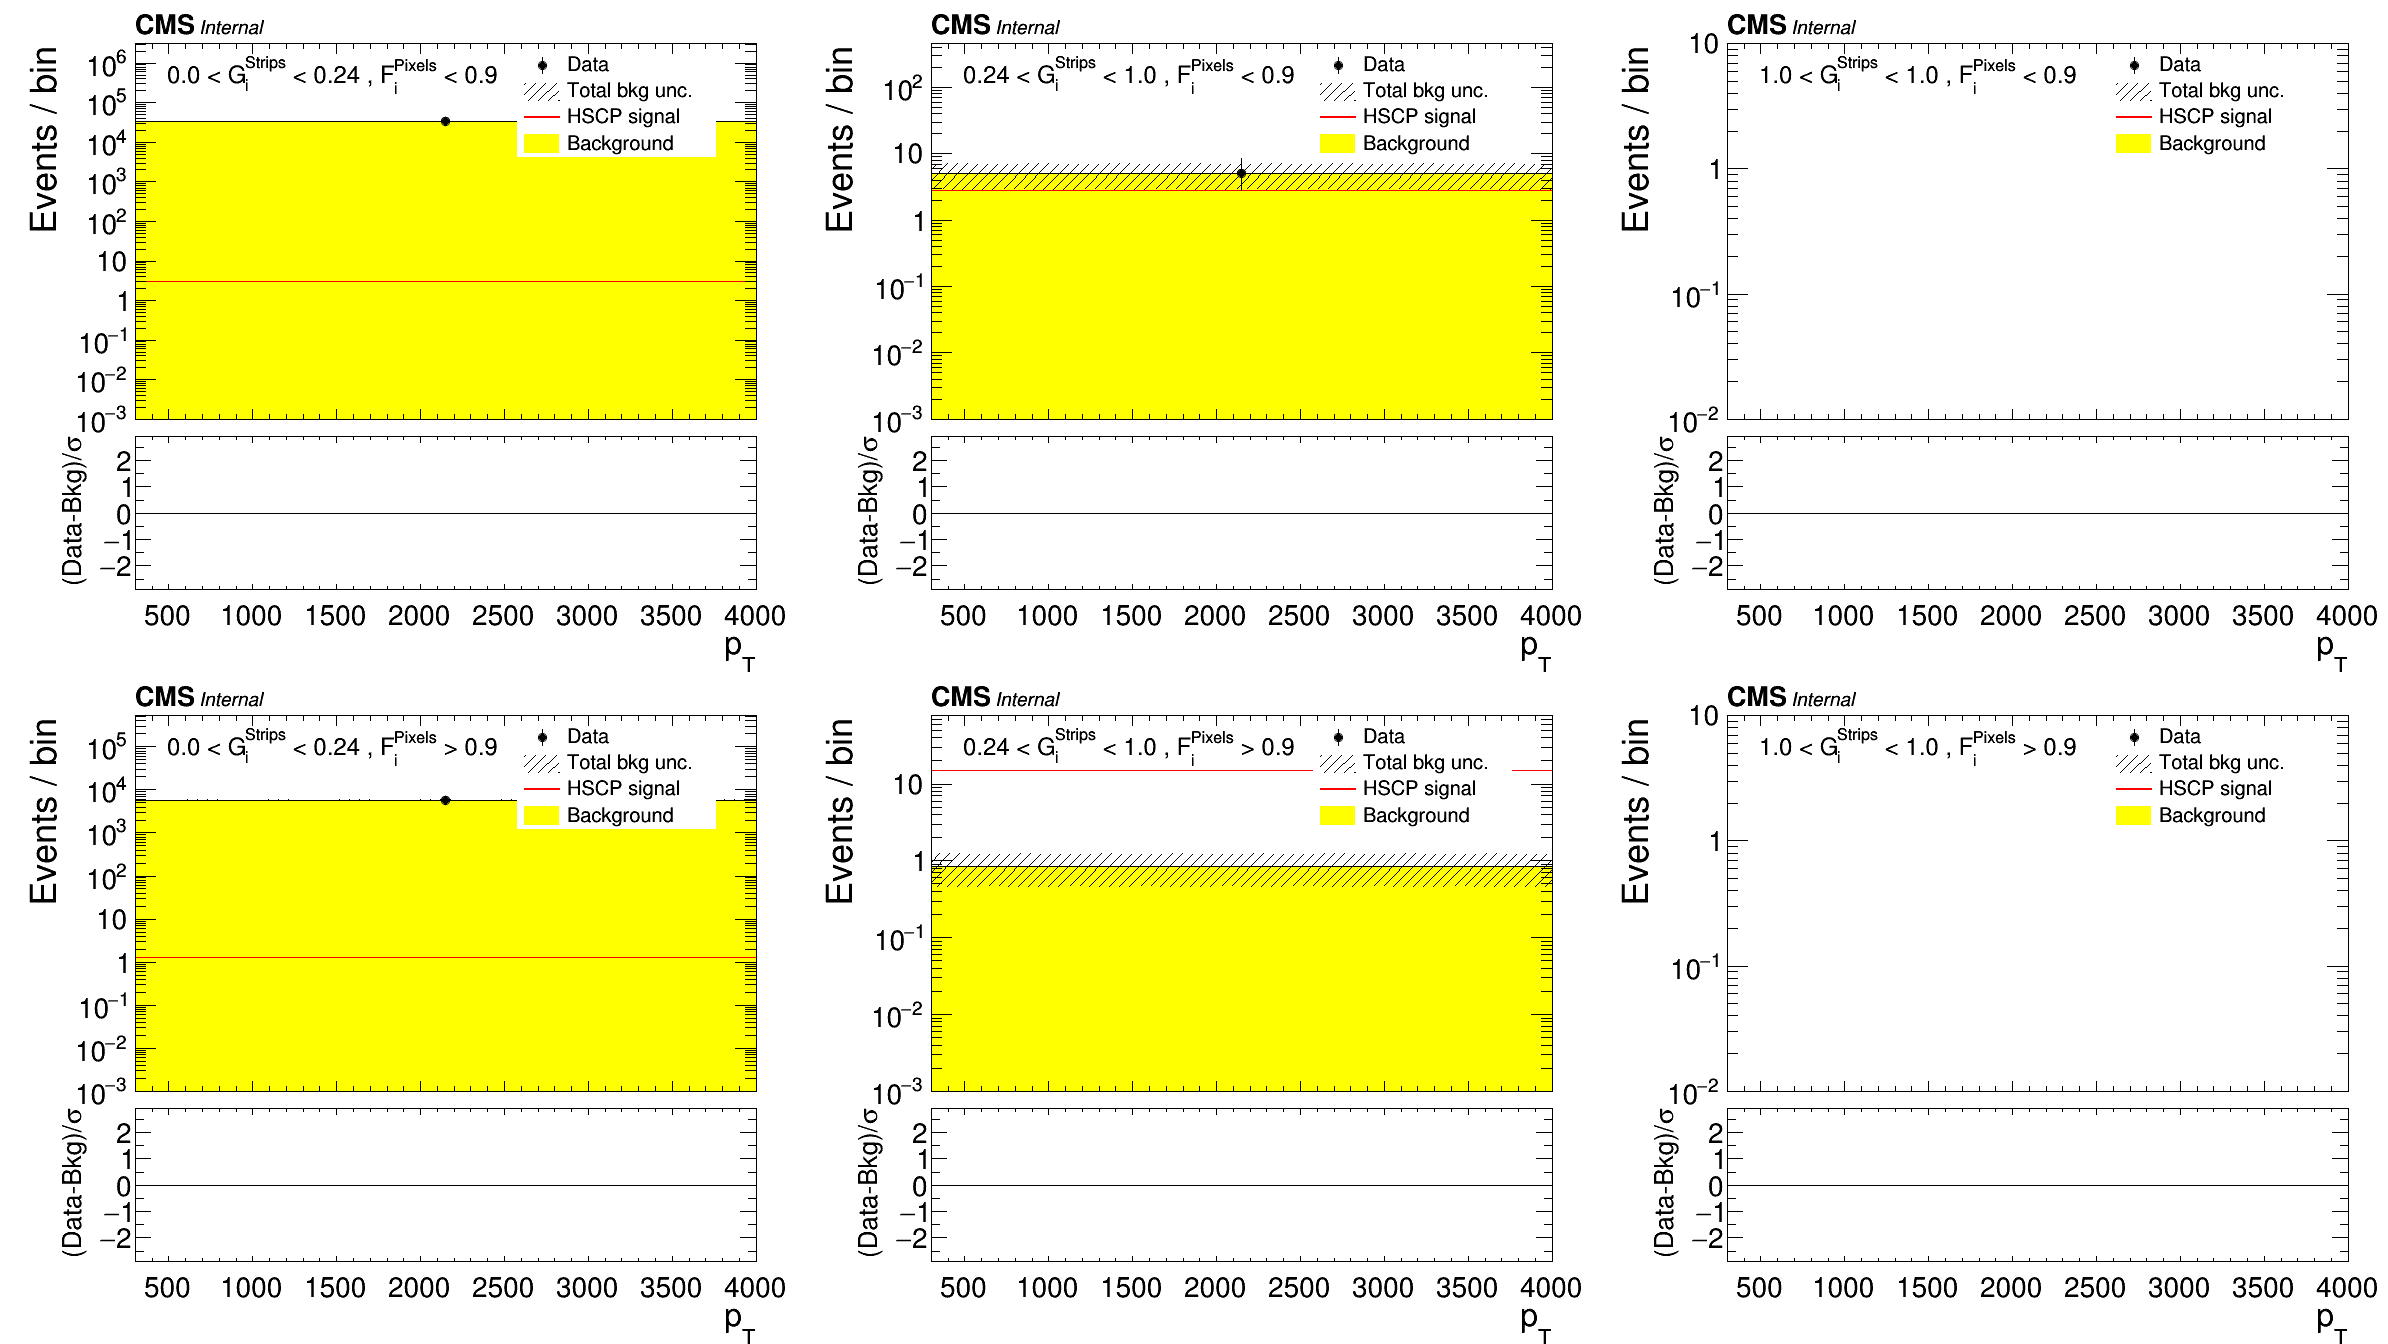 CMS Internal
Events / bin
10^6
10^5
10^4
10^3
10^2
10
1
10^−1
10^−2
10^−3
0.0 < G_i^Strips < 0.24 , F_i^Pixels < 0.9
Data
Total bkg unc.
HSCP signal
Background
(Data-Bkg)/σ
2
1
0
−1
−2
500 1000 1500 2000 2500 3000 3500 4000
p_T
CMS Internal
Events / bin
10^2
10
1
10^−1
10^−2
10^−3
0.24 < G_i^Strips < 1.0 , F_i^Pixels < 0.9
Data
Total bkg unc.
HSCP signal
Background
(Data-Bkg)/σ
2
1
0
−1
−2
500 1000 1500 2000 2500 3000 3500 4000
p_T
CMS Internal
Events / bin
10
1
10^−1
10^−2
1.0 < G_i^Strips < 1.0 , F_i^Pixels < 0.9
Data
Total bkg unc.
HSCP signal
Background
(Data-Bkg)/σ
2
1
0
−1
−2
500 1000 1500 2000 2500 3000 3500 4000
p_T
CMS Internal
Events / bin
10^5
10^4
10^3
10^2
10
1
10^−1
10^−2
10^−3
0.0 < G_i^Strips < 0.24 , F_i^Pixels > 0.9
Data
Total bkg unc.
HSCP signal
Background
(Data-Bkg)/σ
2
1
0
−1
−2
500 1000 1500 2000 2500 3000 3500 4000
p_T
CMS Internal
Events / bin
10
1
10^−1
10^−2
10^−3
0.24 < G_i^Strips < 1.0 , F_i^Pixels > 0.9
Data
Total bkg unc.
HSCP signal
Background
(Data-Bkg)/σ
2
1
0
−1
−2
500 1000 1500 2000 2500 3000 3500 4000
p_T
CMS Internal
Events / bin
10
1
10^−1
10^−2
1.0 < G_i^Strips < 1.0 , F_i^Pixels > 0.9
Data
Total bkg unc.
HSCP signal
Background
(Data-Bkg)/σ
2
1
0
−1
−2
500 1000 1500 2000 2500 3000 3500 4000
p_T